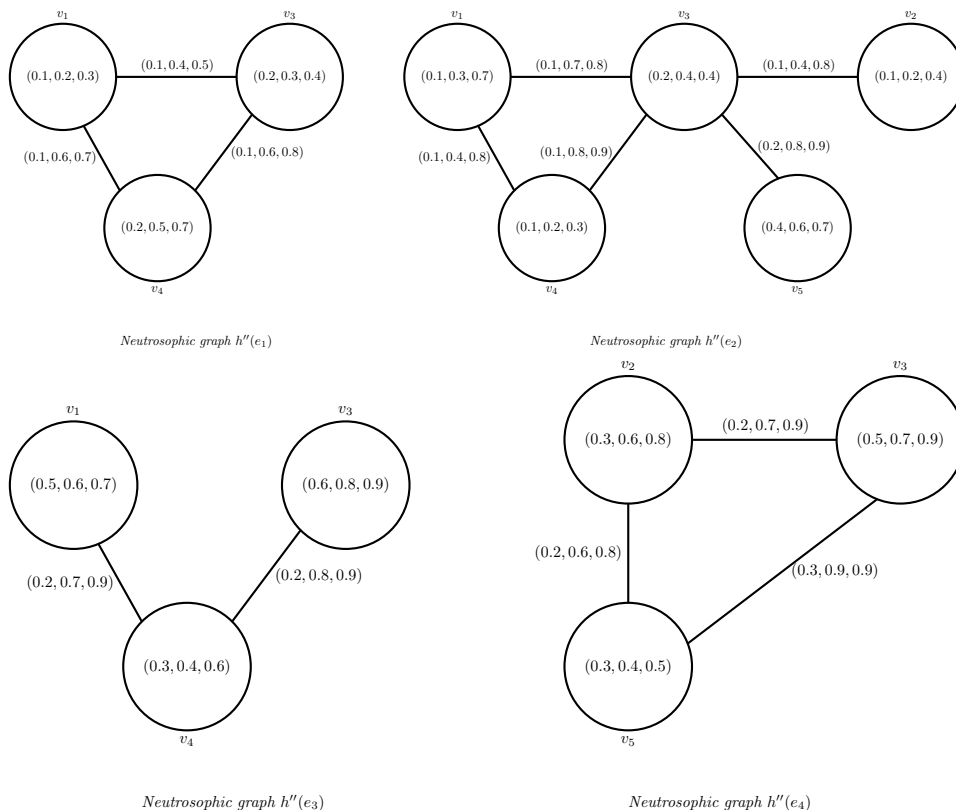 v₁
v₃
(0.1, 0.2, 0.3)
(0.1, 0.4, 0.5)
(0.2, 0.3, 0.4)
(0.1, 0.6, 0.7)
(0.1, 0.6, 0.8)
(0.2, 0.5, 0.7)
v₄
Neutrosophic graph h″(e₁)
v₁
v₃
v₂
(0.1, 0.3, 0.7)
(0.1, 0.7, 0.8)
(0.2, 0.4, 0.4)
(0.1, 0.4, 0.8)
(0.1, 0.2, 0.4)
(0.1, 0.4, 0.8)
(0.1, 0.8, 0.9)
(0.2, 0.8, 0.9)
(0.1, 0.2, 0.3)
(0.4, 0.6, 0.7)
v₄
v₅
Neutrosophic graph h″(e₂)
v₁
v₃
(0.5, 0.6, 0.7)
(0.6, 0.8, 0.9)
(0.2, 0.7, 0.9)
(0.2, 0.8, 0.9)
(0.3, 0.4, 0.6)
v₄
Neutrosophic graph h″(e₃)
v₂
v₃
(0.3, 0.6, 0.8)
(0.2, 0.7, 0.9)
(0.5, 0.7, 0.9)
(0.2, 0.6, 0.8)
(0.3, 0.9, 0.9)
(0.3, 0.4, 0.5)
v₅
Neutrosophic graph h″(e₄)